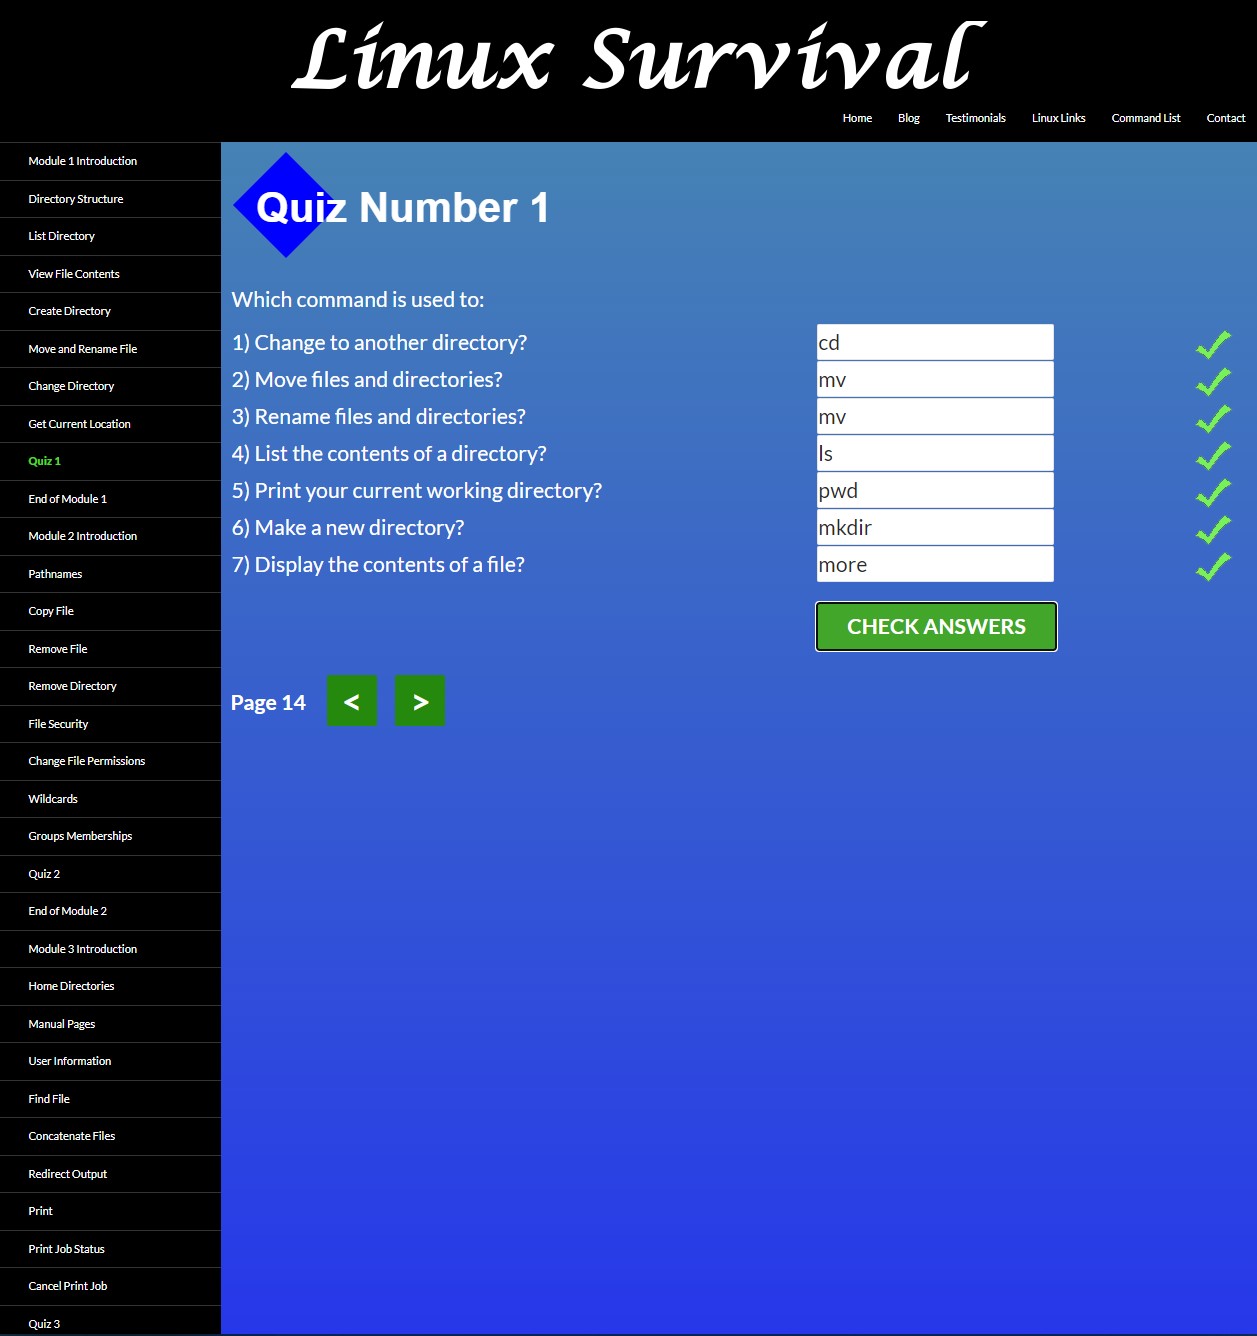 Linux Survival
Home Blog Testimonials Linux Links Command List Contact
Module 1 Introduction
Directory Structure
List Directory
View File Contents
Create Directory
Move and Rename File
Change Directory
Get Current Location
Quiz 1
End of Module 1
Module 2 Introduction
Pathnames
Copy File
Remove File
Remove Directory
File Security
Change File Permissions
Wildcards
Groups Memberships
Quiz 2
End of Module 2
Module 3 Introduction
Home Directories
Manual Pages
User Information
Find File
Concatenate Files
Redirect Output
Print
Print Job Status
Cancel Print Job
Quiz 3
Quiz Number 1
Which command is used to:
1) Change to another directory? cd
2) Move files and directories? mv
3) Rename files and directories? mv
4) List the contents of a directory? ls
5) Print your current working directory? pwd
6) Make a new directory? mkdir
7) Display the contents of a file? more
CHECK ANSWERS
Page 14 < >